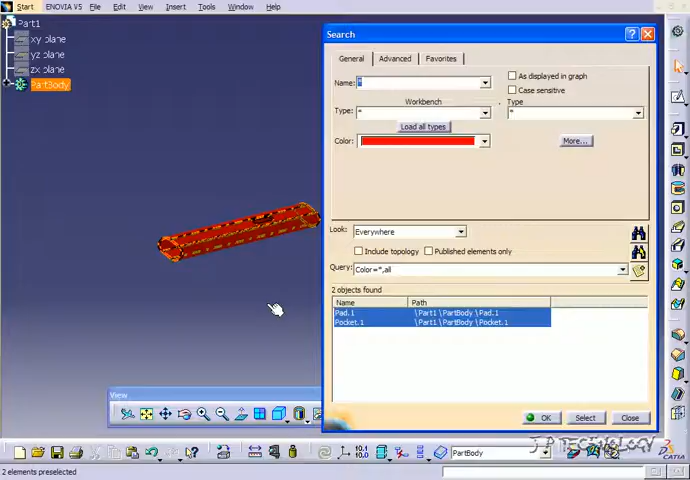 Start ENOVIA V5 File Edit View Insert Tools Window Help
Part1
xy plane
yz plane
zx plane
PartBody
Search
General Advanced Favorites
Name: *
As displayed in graph
Case sensitive
Workbench
Type
Type: * *
Load all types
Color:
More...
Look: Everywhere
Include topology Published elements only
Query: Color=*,all
2 objects found
Name Path
Pad.1 \Part1\PartBody\Pad.1
Pocket.1 \Part1\PartBody\Pocket.1
View
OK Select Close
PartBody
J P TECHNOLOGY
CATIA
2 elements preselected